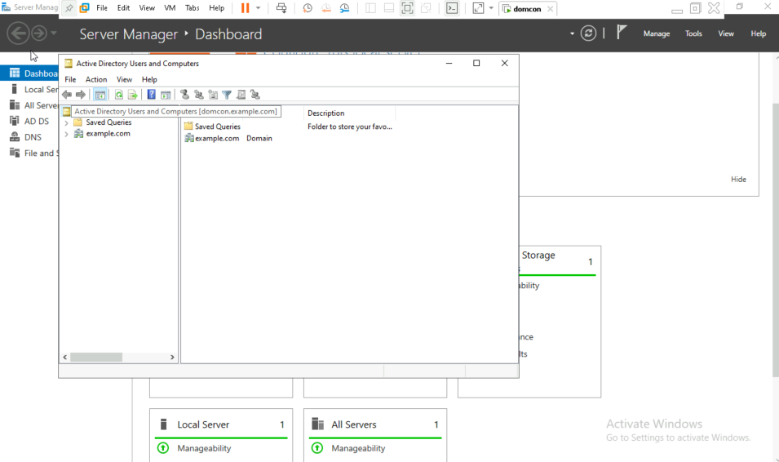 Server Manag
File Edit View VM Tabs Help
domcon
Server Manager ‣ Dashboard
Manage Tools View Help
Dashboa
Local Ser
All Server
AD DS
DNS
File and S
Active Directory Users and Computers
File Action View Help
Active Directory Users and Computers [domcon.example.com]
Saved Queries
example.com
Description
Saved Queries Folder to store your favo...
example.com Domain
Hide
Storage 1
s
ability
nce
lts
Local Server 1
Manageability
All Servers 1
Manageability
Activate Windows
Go to Settings to activate Windows.